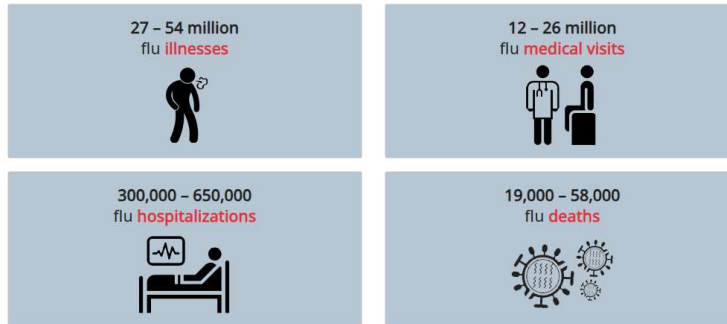 27 – 54 million
flu illnesses
12 – 26 million
flu medical visits
300,000 – 650,000
flu hospitalizations
19,000 – 58,000
flu deaths